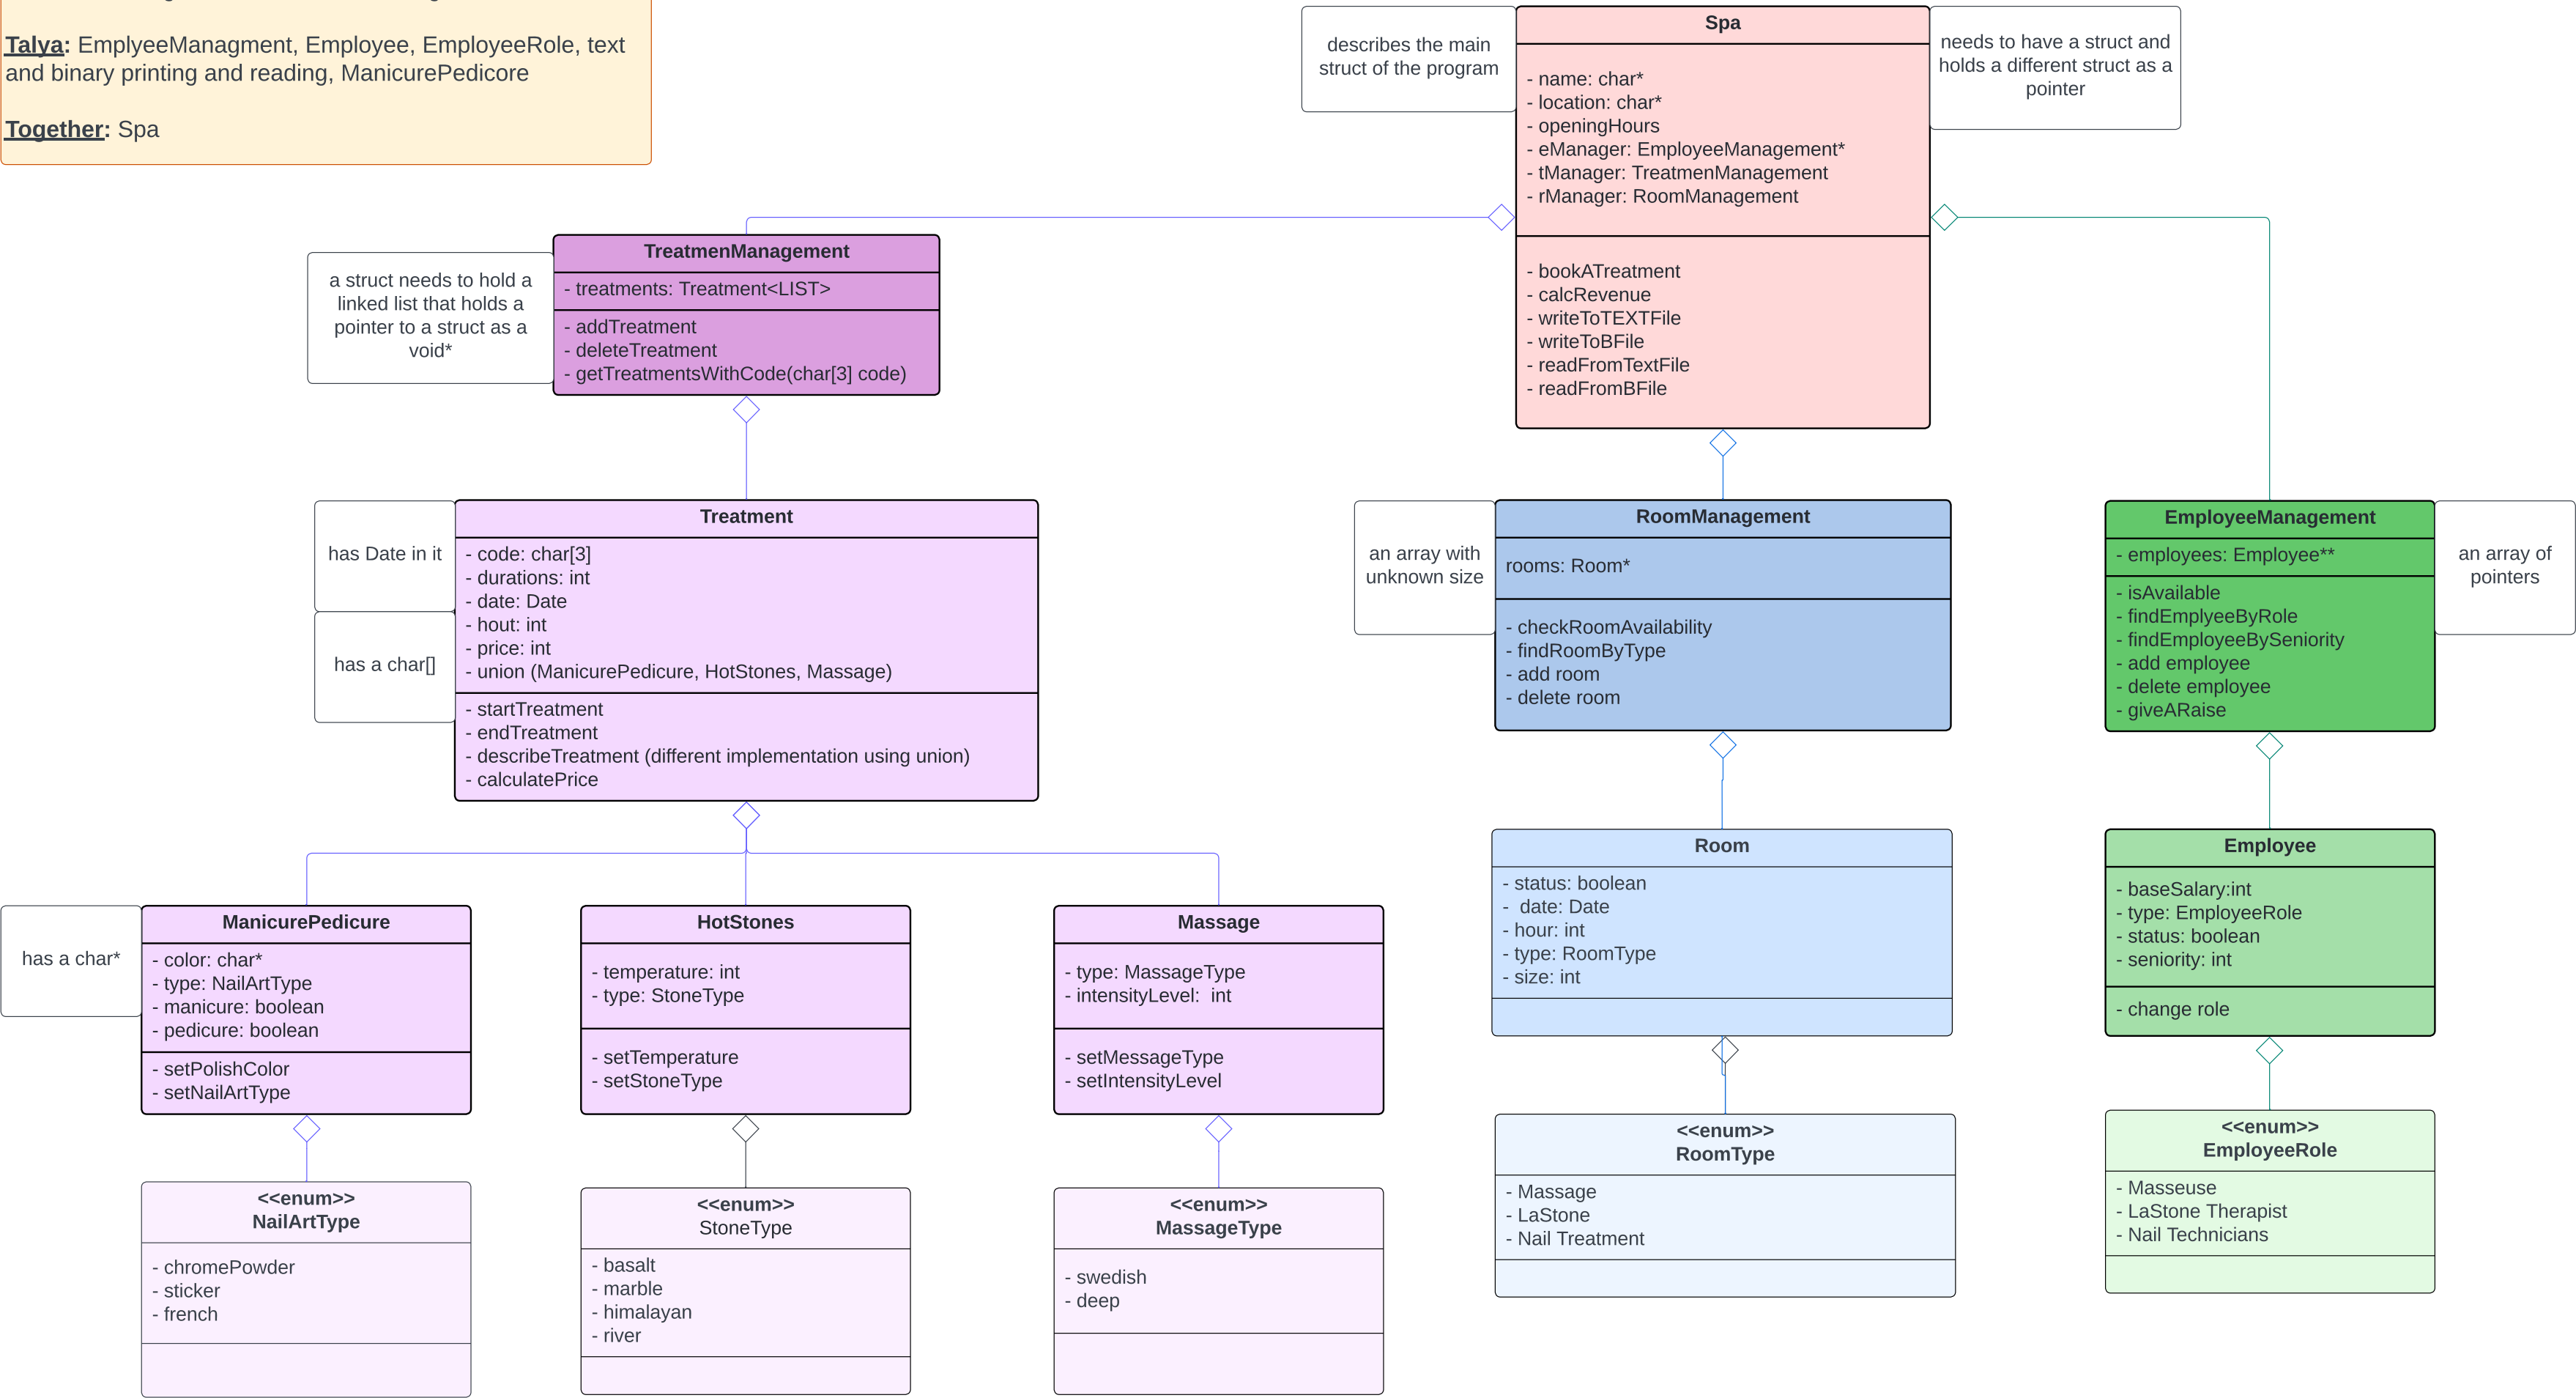 Talya: EmplyeeManagment, Employee, EmployeeRole, text
and binary printing and reading, ManicurePedicore
Together: Spa
describes the main
struct of the program
Spa
- name: char*
- location: char*
- openingHours
- eManager: EmployeeManagement*
- tManager: TreatmenManagement
- rManager: RoomManagement
- bookATreatment
- calcRevenue
- writeToTEXTFile
- writeToBFile
- readFromTextFile
- readFromBFile
needs to have a struct and
holds a different struct as a
pointer
a struct needs to hold a
linked list that holds a
pointer to a struct as a
void*
TreatmenManagement
- treatments: Treatment<LIST>
- addTreatment
- deleteTreatment
- getTreatmentsWithCode(char[3] code)
has Date in it
has a char[]
Treatment
- code: char[3]
- durations: int
- date: Date
- hout: int
- price: int
- union (ManicurePedicure, HotStones, Massage)
- startTreatment
- endTreatment
- describeTreatment (different implementation using union)
- calculatePrice
an array with
unknown size
RoomManagement
rooms: Room*
- checkRoomAvailability
- findRoomByType
- add room
- delete room
EmployeeManagement
- employees: Employee**
- isAvailable
- findEmplyeeByRole
- findEmployeeBySeniority
- add employee
- delete employee
- giveARaise
an array of
pointers
has a char*
ManicurePedicure
- color: char*
- type: NailArtType
- manicure: boolean
- pedicure: boolean
- setPolishColor
- setNailArtType
HotStones
- temperature: int
- type: StoneType
- setTemperature
- setStoneType
Massage
- type: MassageType
- intensityLevel:  int
- setMessageType
- setIntensityLevel
Room
- status: boolean
-  date: Date
- hour: int
- type: RoomType
- size: int
Employee
- baseSalary:int
- type: EmployeeRole
- status: boolean
- seniority: int
- change role
<<enum>>
NailArtType
- chromePowder
- sticker
- french
<<enum>>
StoneType
- basalt
- marble
- himalayan
- river
<<enum>>
MassageType
- swedish
- deep
<<enum>>
RoomType
- Massage
- LaStone
- Nail Treatment
<<enum>>
EmployeeRole
- Masseuse
- LaStone Therapist
- Nail Technicians